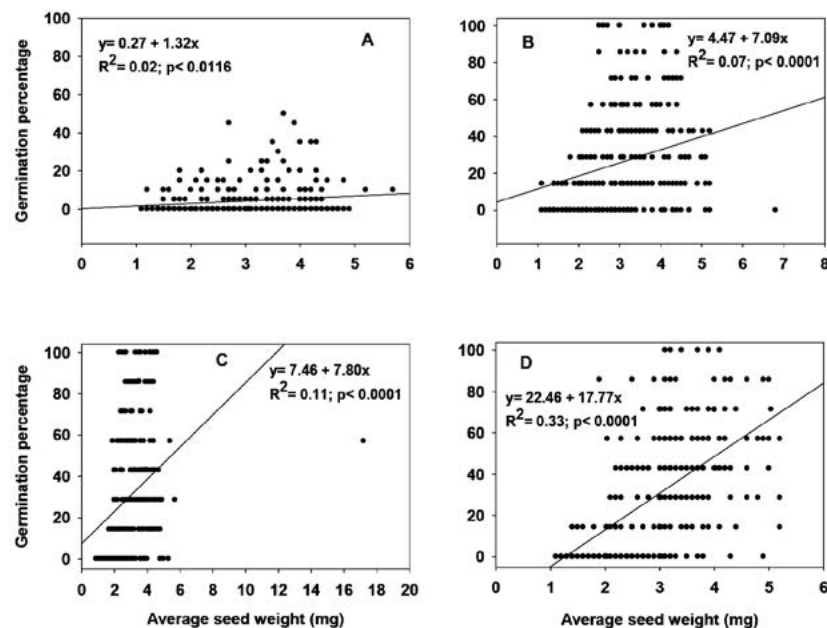 Germination percentage
100
80
60
40
20
0
y= 0.27 + 1.32x
R2= 0.02; p< 0.0116
A
0 1 2 3 4 5 6
100
80
60
40
20
0
B
y= 4.47 + 7.09x
R2= 0.07; p< 0.0001
0 1 2 3 4 5 6 7 8
Germination percentage
100
80
60
40
20
0
C
y= 7.46 + 7.80x
R2= 0.11; p< 0.0001
0 2 4 6 8 10 12 14 16 18 20
Average seed weight (mg)
100
80
60
40
20
0
D
y= 22.46 + 17.77x
R2= 0.33; p< 0.0001
0 1 2 3 4 5 6
Average seed weight (mg)